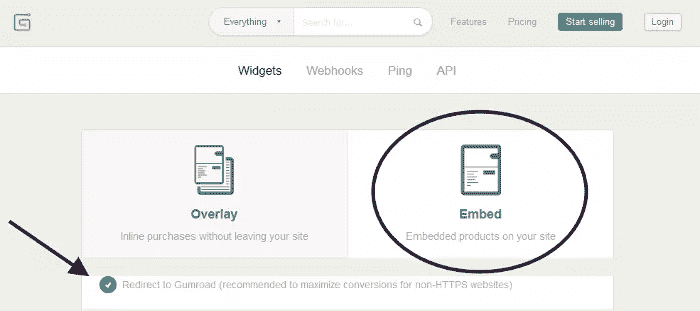 Everything Search for... Features Pricing Start selling Login
Widgets Webhooks Ping API
Overlay
Inline purchases without leaving your site
Embed
Embedded products on your site
Redirect to Gumroad (recommended to maximize conversions for non-HTTPS websites)